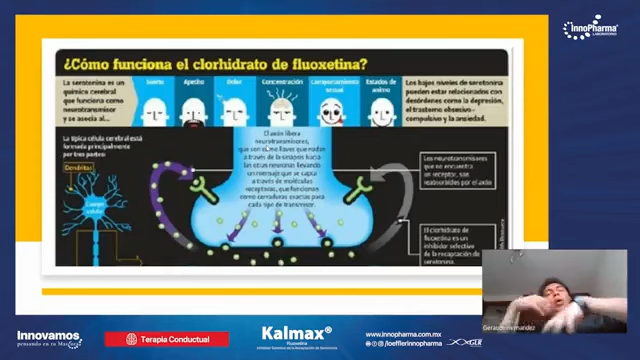 InnoPharma
LABORATORIO
¿Cómo funciona el clorhidrato de fluoxetina?
La serotonina es un
química cerebral
que funciona como
neurotransmisor
y se asocia al...
Sueño
Apetito
Dolor
Concentración
Comportamiento
sexual
Estados de
ánimo
Los bajos niveles de serotonina
pueden estar relacionados con
desórdenes como la depresión,
el trastorno obsesivo-
compulsivo y la ansiedad.
La típica célula cerebral está
formada principalmente
por tres partes:
Dendritas
Cuerpo
celular
El axón libera
neurotransmisores,
que son como llaves que nadan
a través de la sinapsis hacia
las otras neuronas llevando
un mensaje que se capta
a través de moléculas
receptoras, que funcionan
como cerraduras exactas para
cada tipo de transmisor.
Los neurotransmisores
que no encuentra
un receptor, son
reabsorbidos por el axón
El clorhidrato de
fluoxetina es un
inhibidor selectivo
de la recaptación de
serotonina.
Innovamos
pensando en tu
Terapia Conductual
Kalmax®
Fluoxetina
www.innopharma.com.mx
@loefflerinnopharma